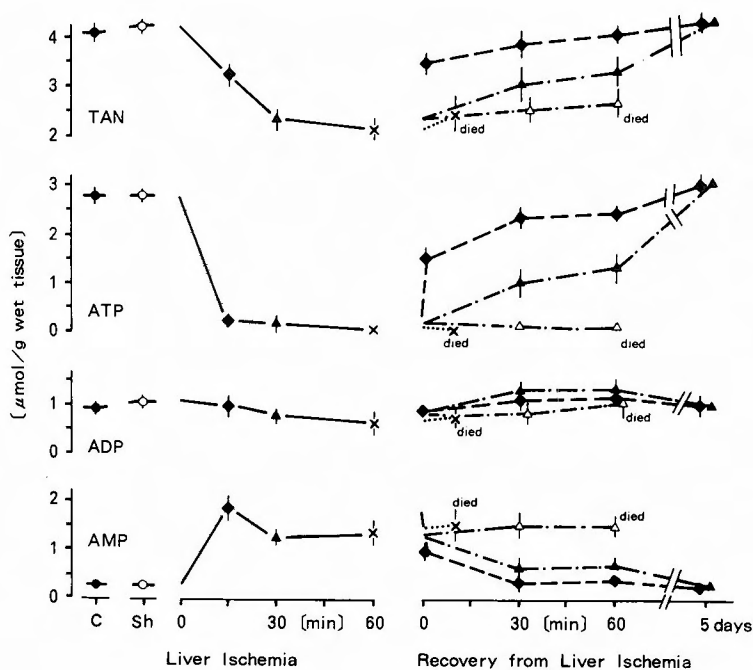 4
3
2
TAN
died
died
3
2
1
0
ATP
died
died
[μmol/g wet tissue]
1
0
ADP
died
died
2
1
0
AMP
died
died
C Sh 0 30 [min] 60 0 30 [min] 60 5 days
Liver Ischemia Recovery from Liver Ischemia